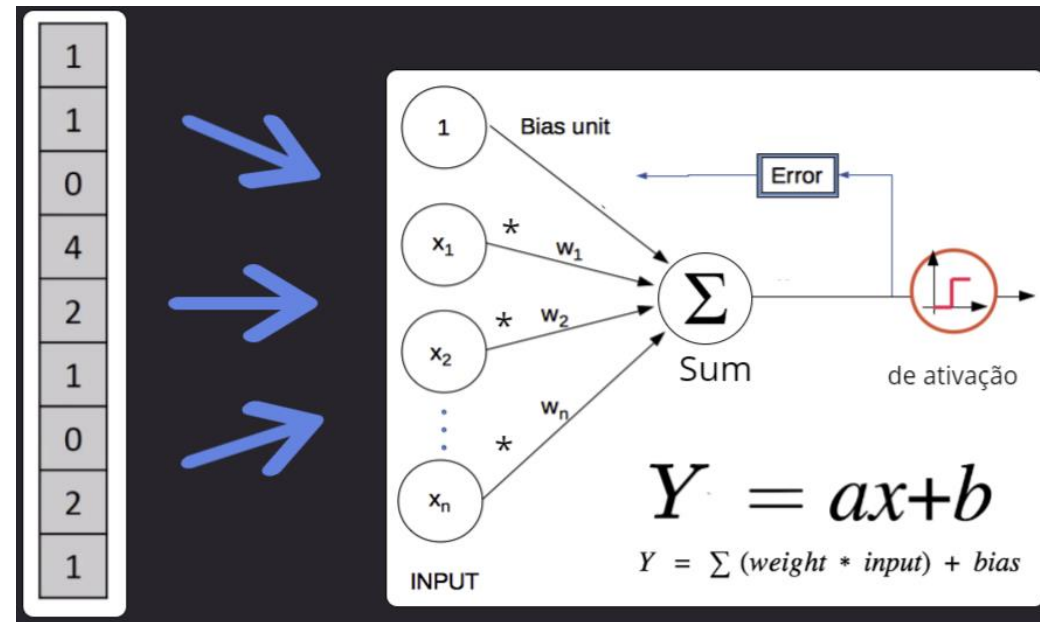 1
1
0
4
2
1
0
2
1
1
Bias unit
Error
x₁
*
w₁
x₂
*
w₂
Σ
Sum
de ativação
wₙ
*
xₙ
INPUT
Y = ax+b
Y = ∑ (weight * input) + bias